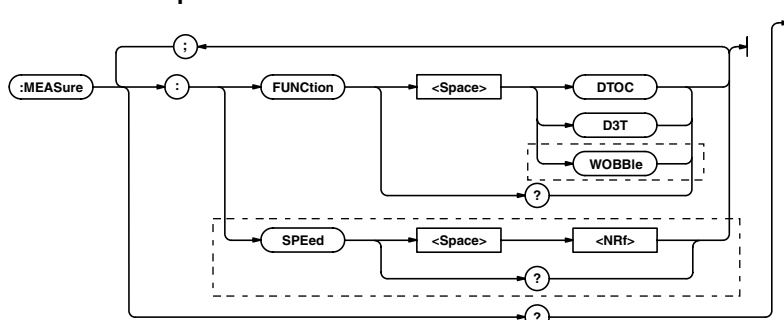 ;
:MEASure : FUNCtion <Space> DTOC
D3T
WOBBle
?
SPEed <Space> <NRf>
?
?